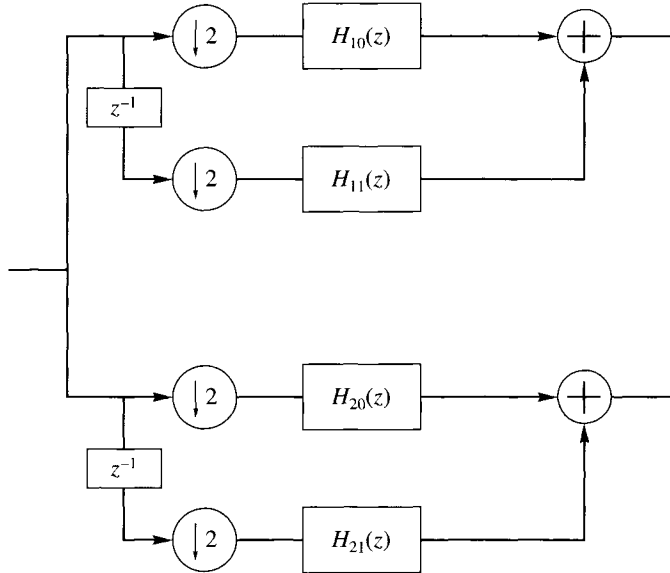 ↓2 H₁₀(z) +
z⁻¹
↓2 H₁₁(z)
↓2 H₂₀(z) +
z⁻¹
↓2 H₂₁(z)